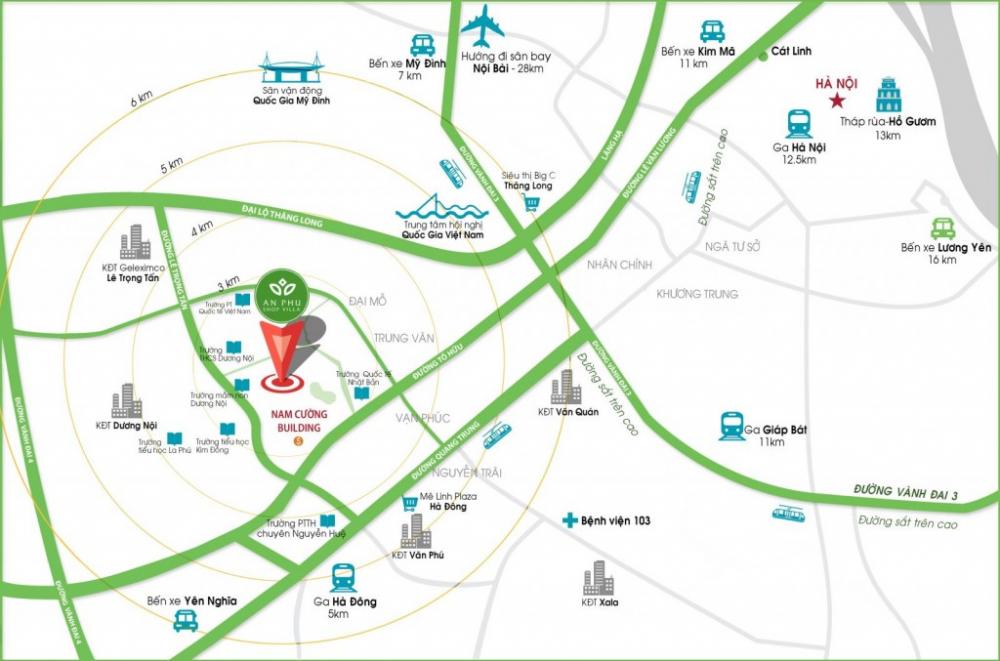 Bến xe Mỹ Đình
7 km
Hướng đi sân bay
Nội Bài - 28km
Bến xe Kim Mã
11 km
Cát Linh
HÀ NỘI
Tháp rùa-Hồ Gươm
13km
Ga Hà Nội
12.5km
Sân vận động
Quốc Gia Mỹ Đình
6 km
5 km
4 km
3 km
ĐƯỜNG VÀNH ĐAI 3
LÁNG HẠ
ĐƯỜNG LÊ VĂN LƯƠNG
Đường sắt trên cao
Siêu thị Big C
Thăng Long
Trung tâm hội nghị
Quốc Gia Việt Nam
ĐẠI LỘ THĂNG LONG
ĐƯỜNG LÊ TRỌNG TẤN
KĐT Geleximco
Lê Trọng Tấn
NGÃ TƯ SỞ
Bến xe Lương Yên
16 km
NHÂN CHÍNH
KHƯƠNG TRUNG
AN PHU
SHOP VILLA
Trường PT
Quốc tế Việt Nam
ĐẠI MỖ
TRUNG VĂN
Trường
THCS Dương Nội
Trường Quốc tế
Nhật Bản
Trường mầm non
Dương Nội
NAM CƯỜNG
BUILDING
ĐƯỜNG TỐ HỮU
ĐƯỜNG VÀNH ĐAI 3
Đường sắt trên cao
KĐT Văn Quán
VẠN PHÚC
KĐT Dương Nội
Trường
tiểu học La Phù
Trường tiểu học
Kim Đồng
ĐƯỜNG VÀNH ĐAI 4
ĐƯỜNG QUANG TRUNG
NGUYỄN TRÃI
Ga Giáp Bát
11km
ĐƯỜNG VÀNH ĐAI 3
Đường sắt trên cao
Mê Linh Plaza
Hà Đông
Trường PTTH
chuyên Nguyễn Huệ
KĐT Văn Phú
Bệnh viện 103
KĐT Xala
Ga Hà Đông
5km
Bến xe Yên Nghĩa
ĐƯỜNG VÀNH ĐAI 4